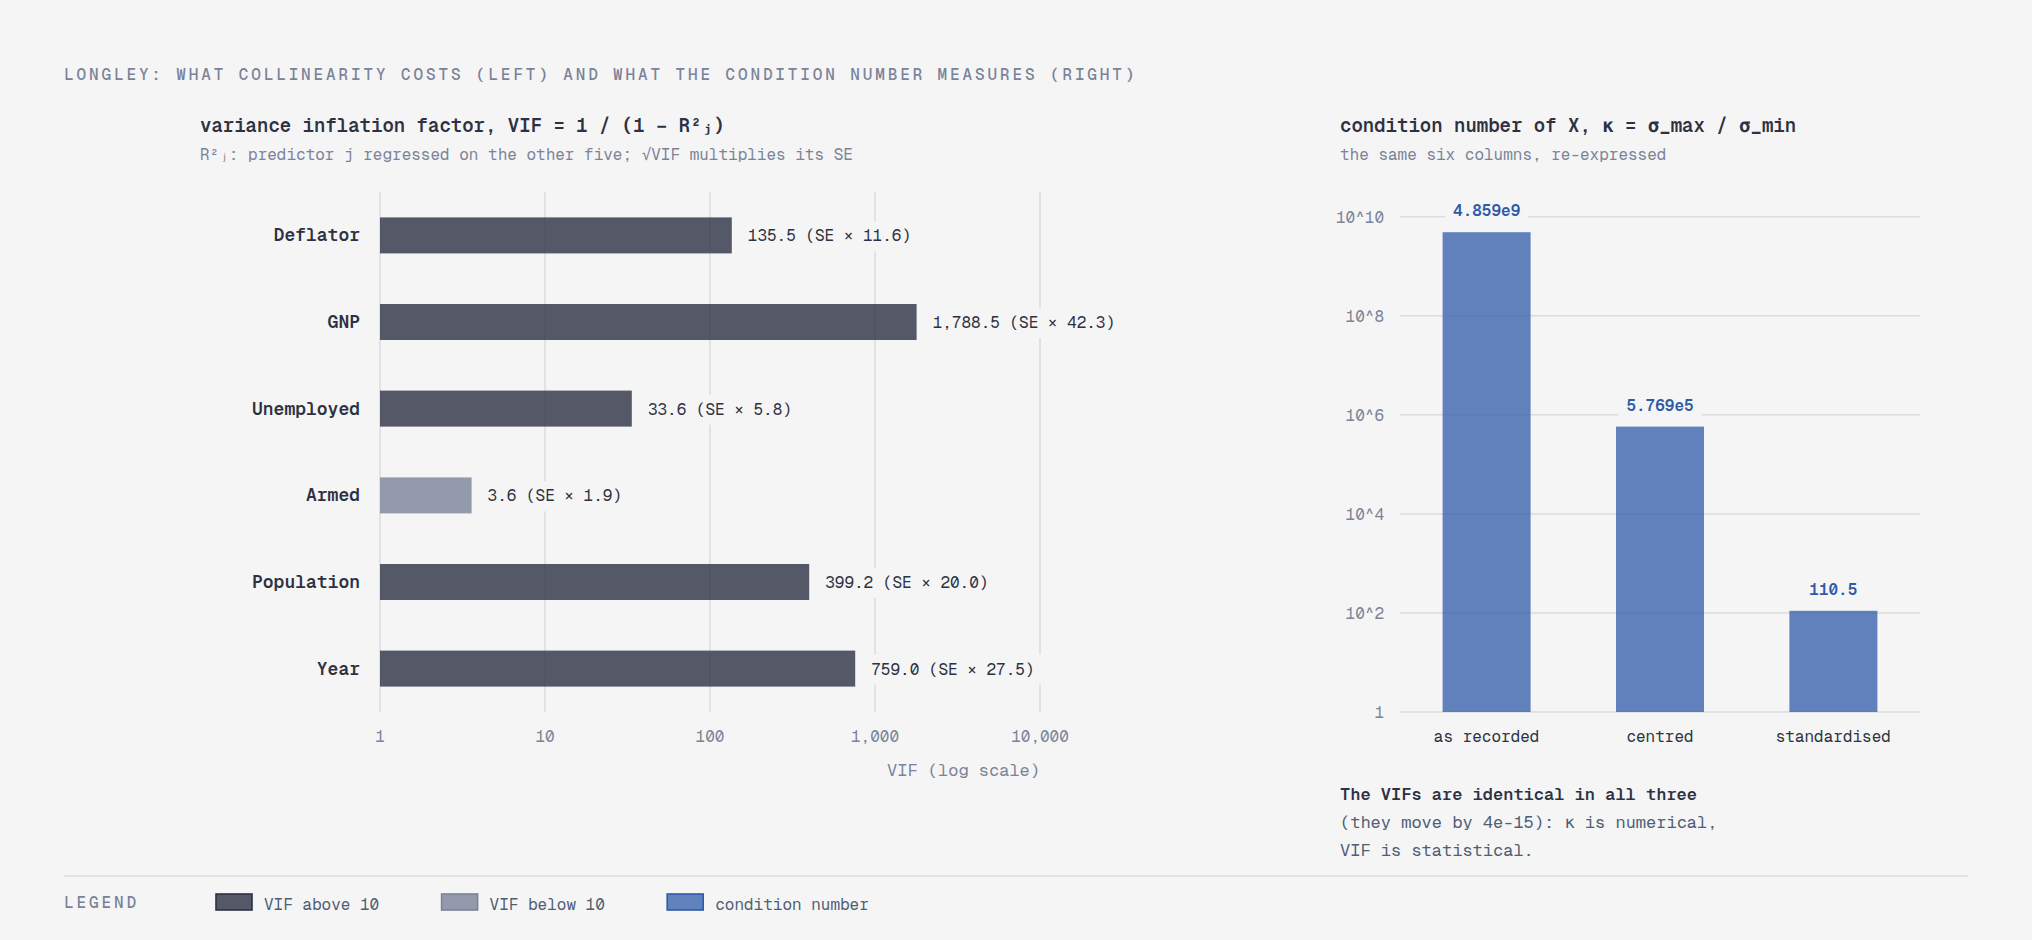 LONGLEY: WHAT COLLINEARITY COSTS (LEFT) AND WHAT THE CONDITION NUMBER MEASURES (RIGHT)
variance inflation factor, VIF = 1 / (1 − R²ⱼ)
R²ⱼ: predictor j regressed on the other five; √VIF multiplies its SE
Deflator
135.5 (SE × 11.6)
GNP
1,788.5 (SE × 42.3)
Unemployed
33.6 (SE × 5.8)
Armed
3.6 (SE × 1.9)
Population
399.2 (SE × 20.0)
Year
759.0 (SE × 27.5)
1
10
100
1,000
10,000
VIF (log scale)
condition number of X, κ = σ_max / σ_min
the same six columns, re-expressed
10^10
10^8
10^6
10^4
10^2
1
4.859e9
5.769e5
110.5
as recorded
centred
standardised
The VIFs are identical in all three
(they move by 4e-15): κ is numerical,
VIF is statistical.
LEGEND
VIF above 10
VIF below 10
condition number